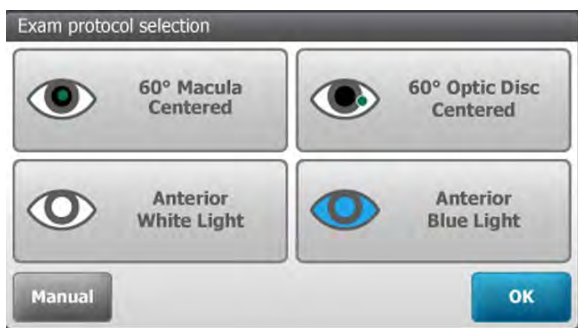 Exam protocol selection
60° Macula
Centered
60° Optic Disc
Centered
Anterior
White Light
Anterior
Blue Light
Manual
OK